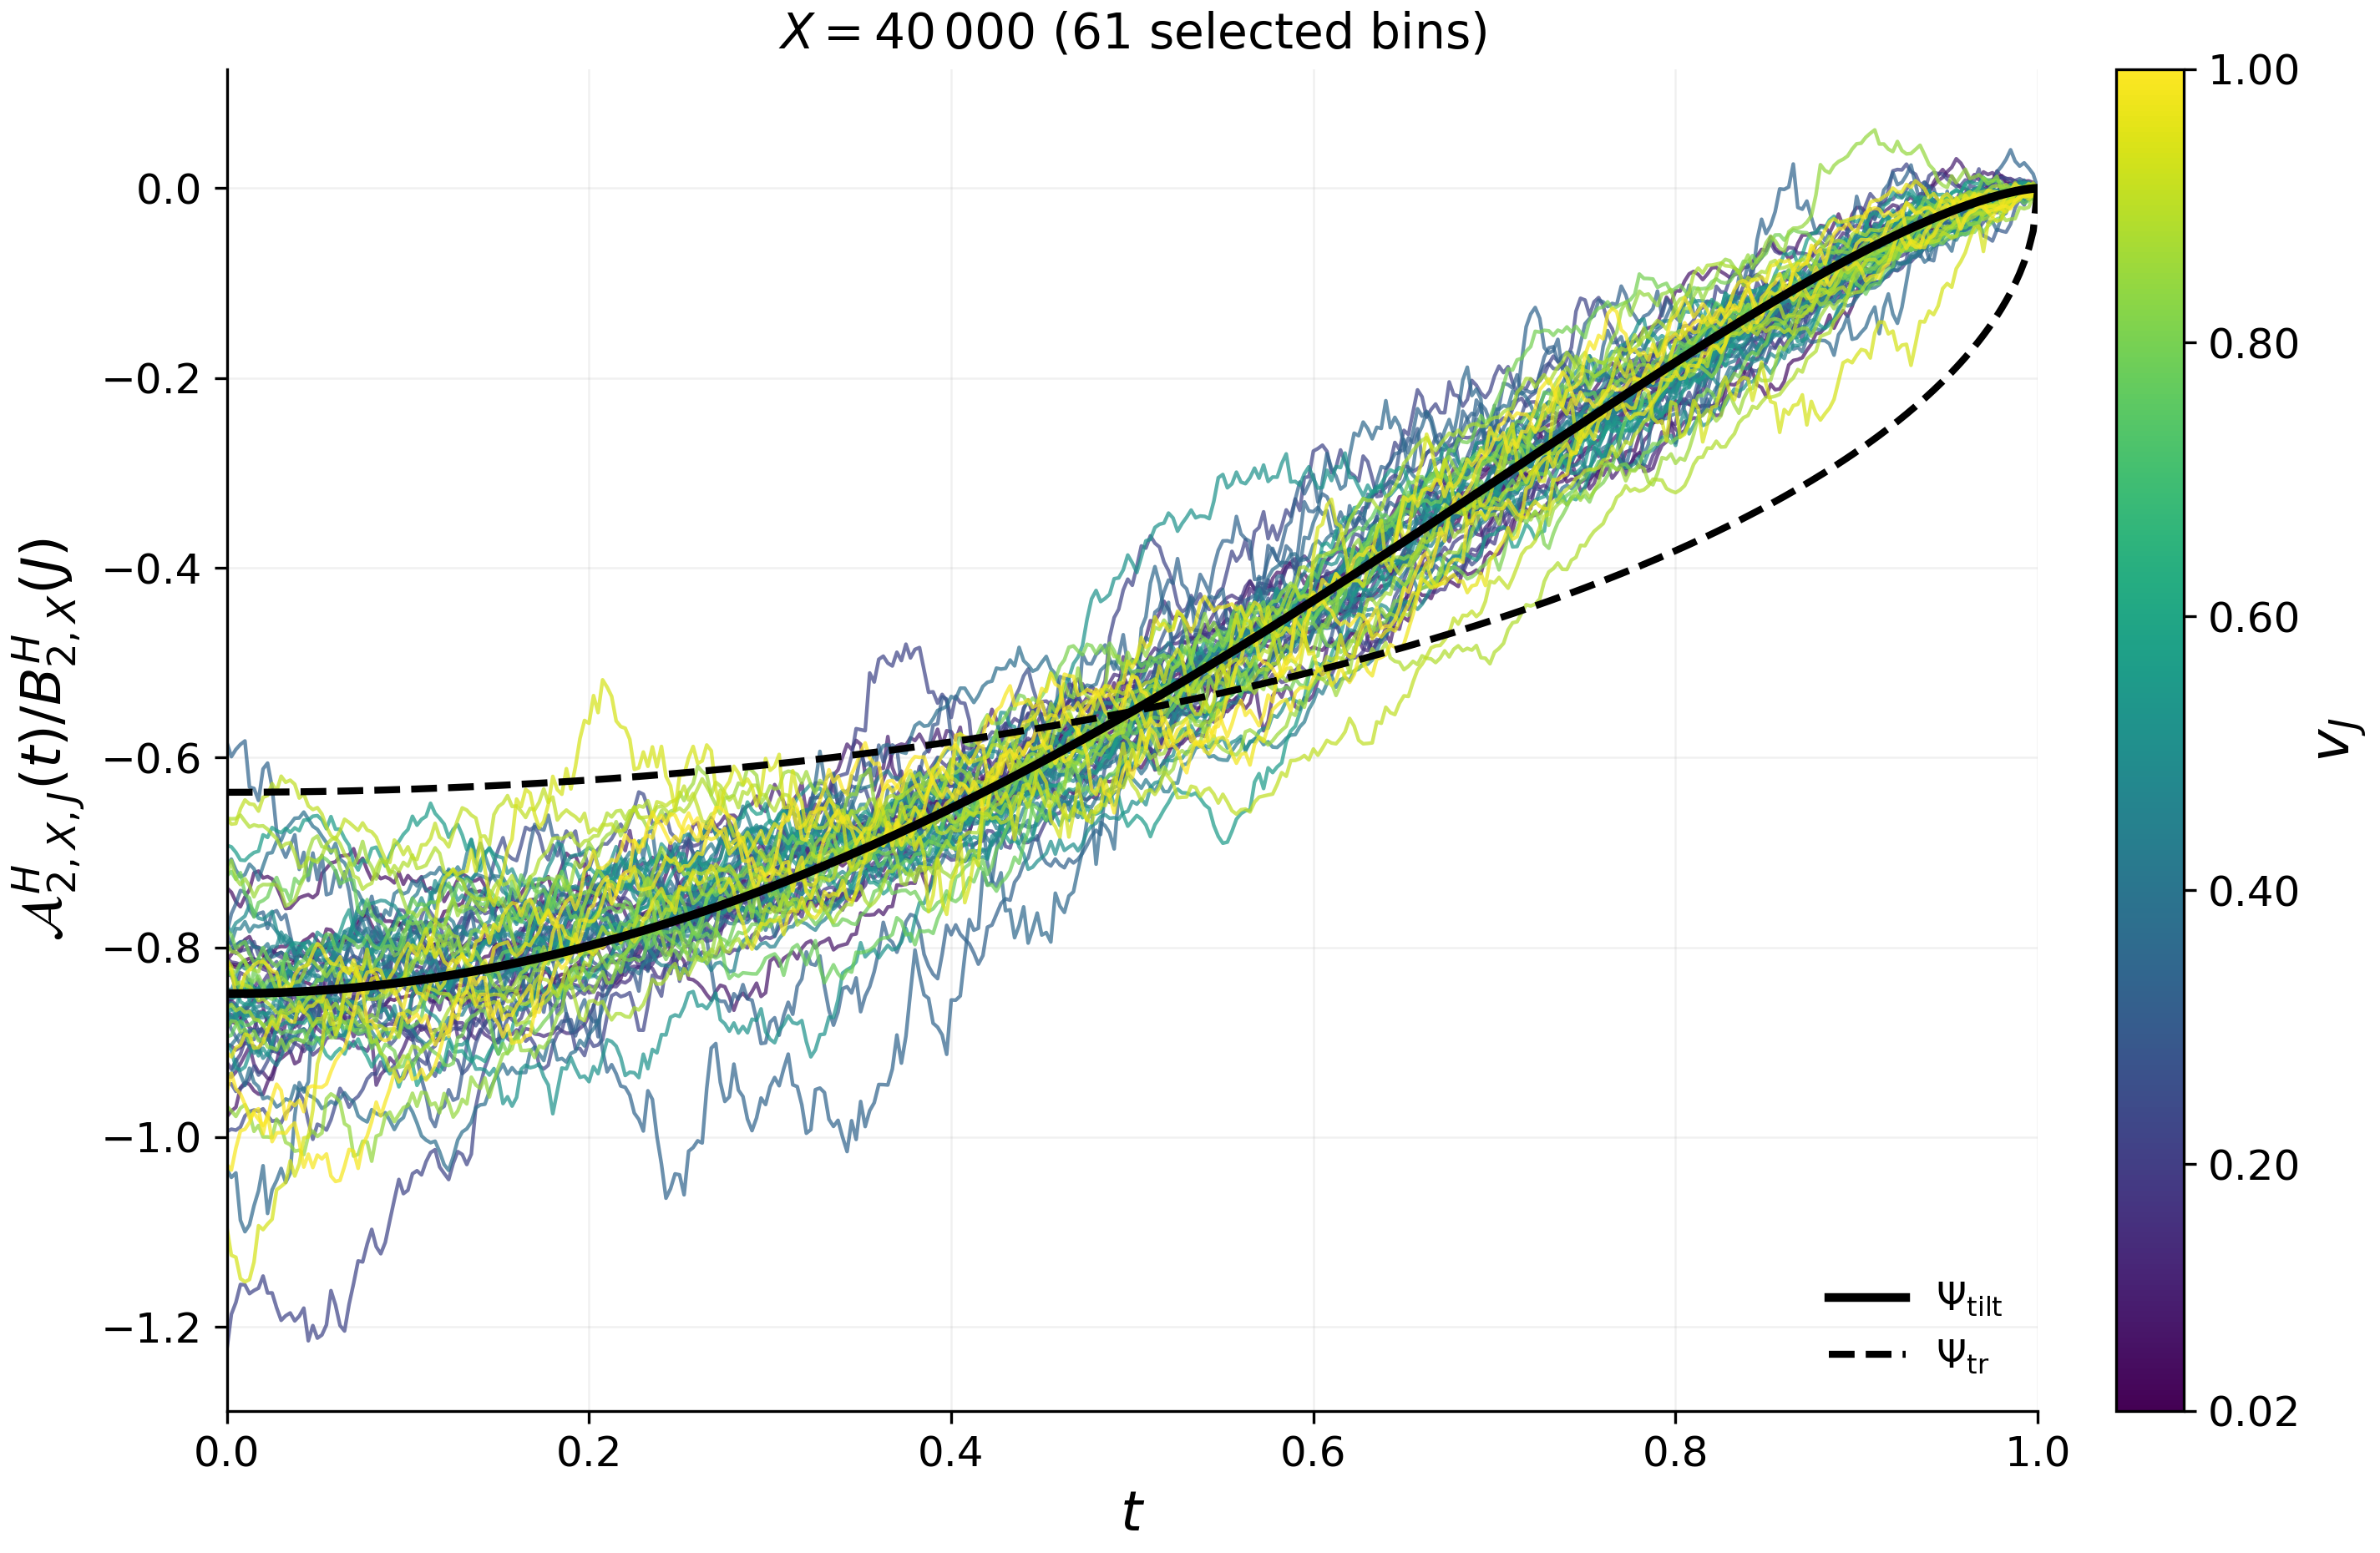 X = 40 000 (61 selected bins)
𝒜^H_{2,X,J}(t)/B^H_{2,X}(J)
0.0
−0.2
−0.4
−0.6
−0.8
−1.0
−1.2
0.0 0.2 0.4 0.6 0.8 1.0
t
Ψ_tilt
Ψ_tr
1.00
0.80
0.60
0.40
0.20
0.02
v_J